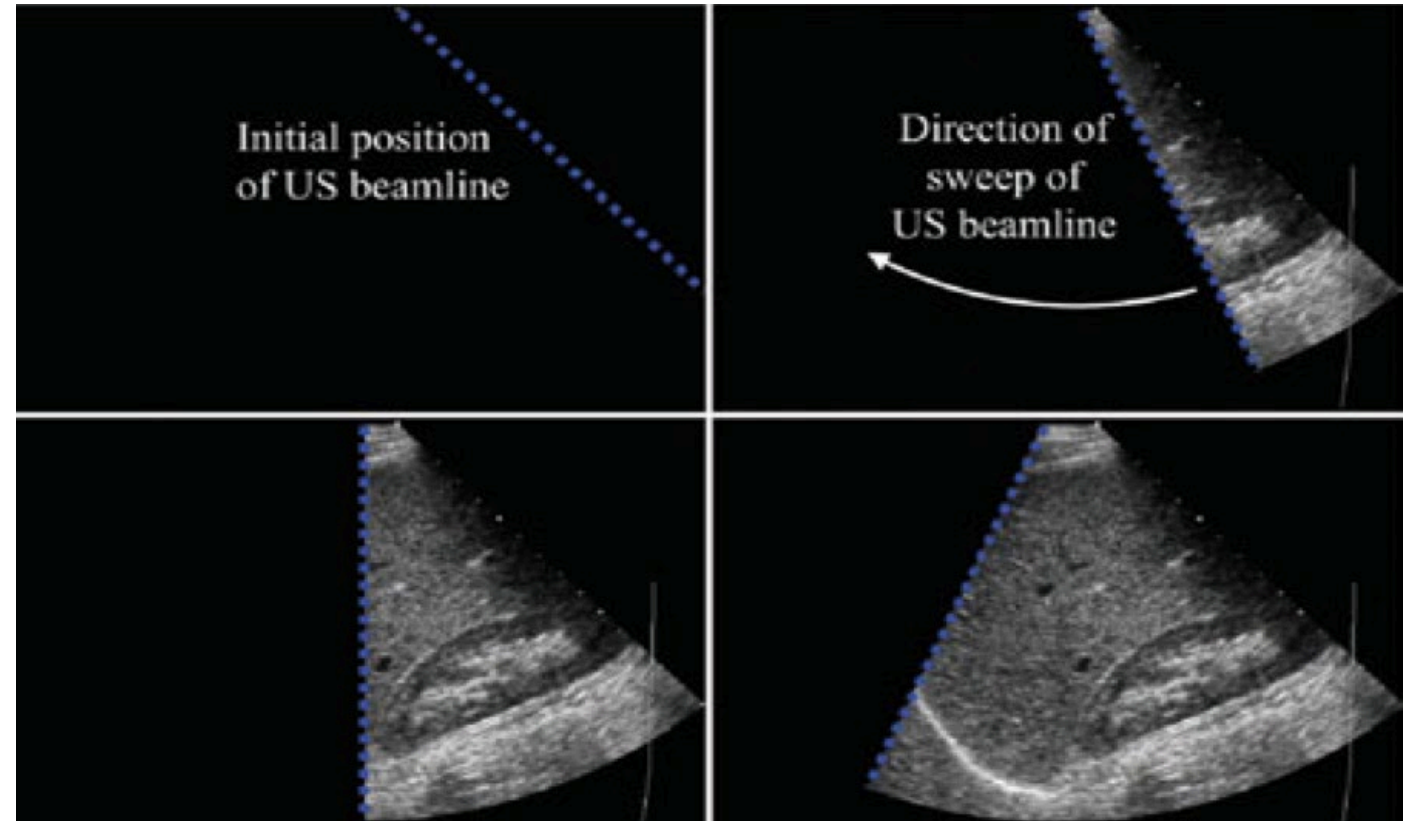 Initial position
of US beamline
Direction of
sweep of
US beamline